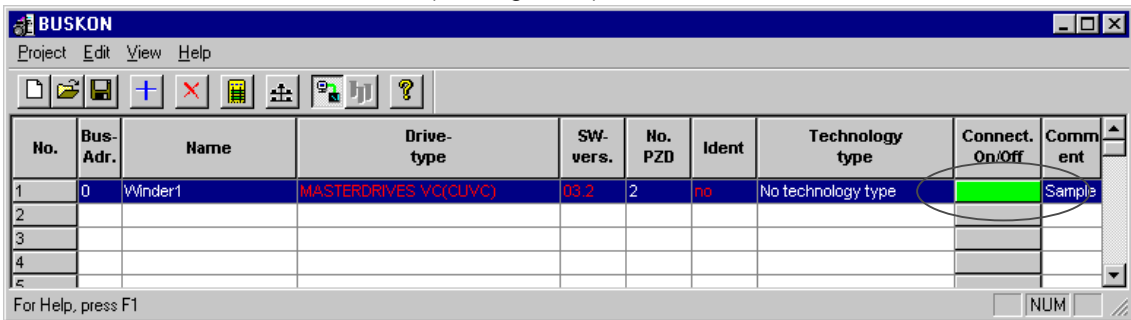 BUSKON
Project Edit View Help
No. Bus-Adr. Name Drive-type SW-vers. No. PZD Ident Technology type Connect. On/Off Comment
1 0 Winder1 MASTERDRIVES VC(CUVC) 03.2 2 no No technology type Sample
2
3
4
5
For Help, press F1 NUM